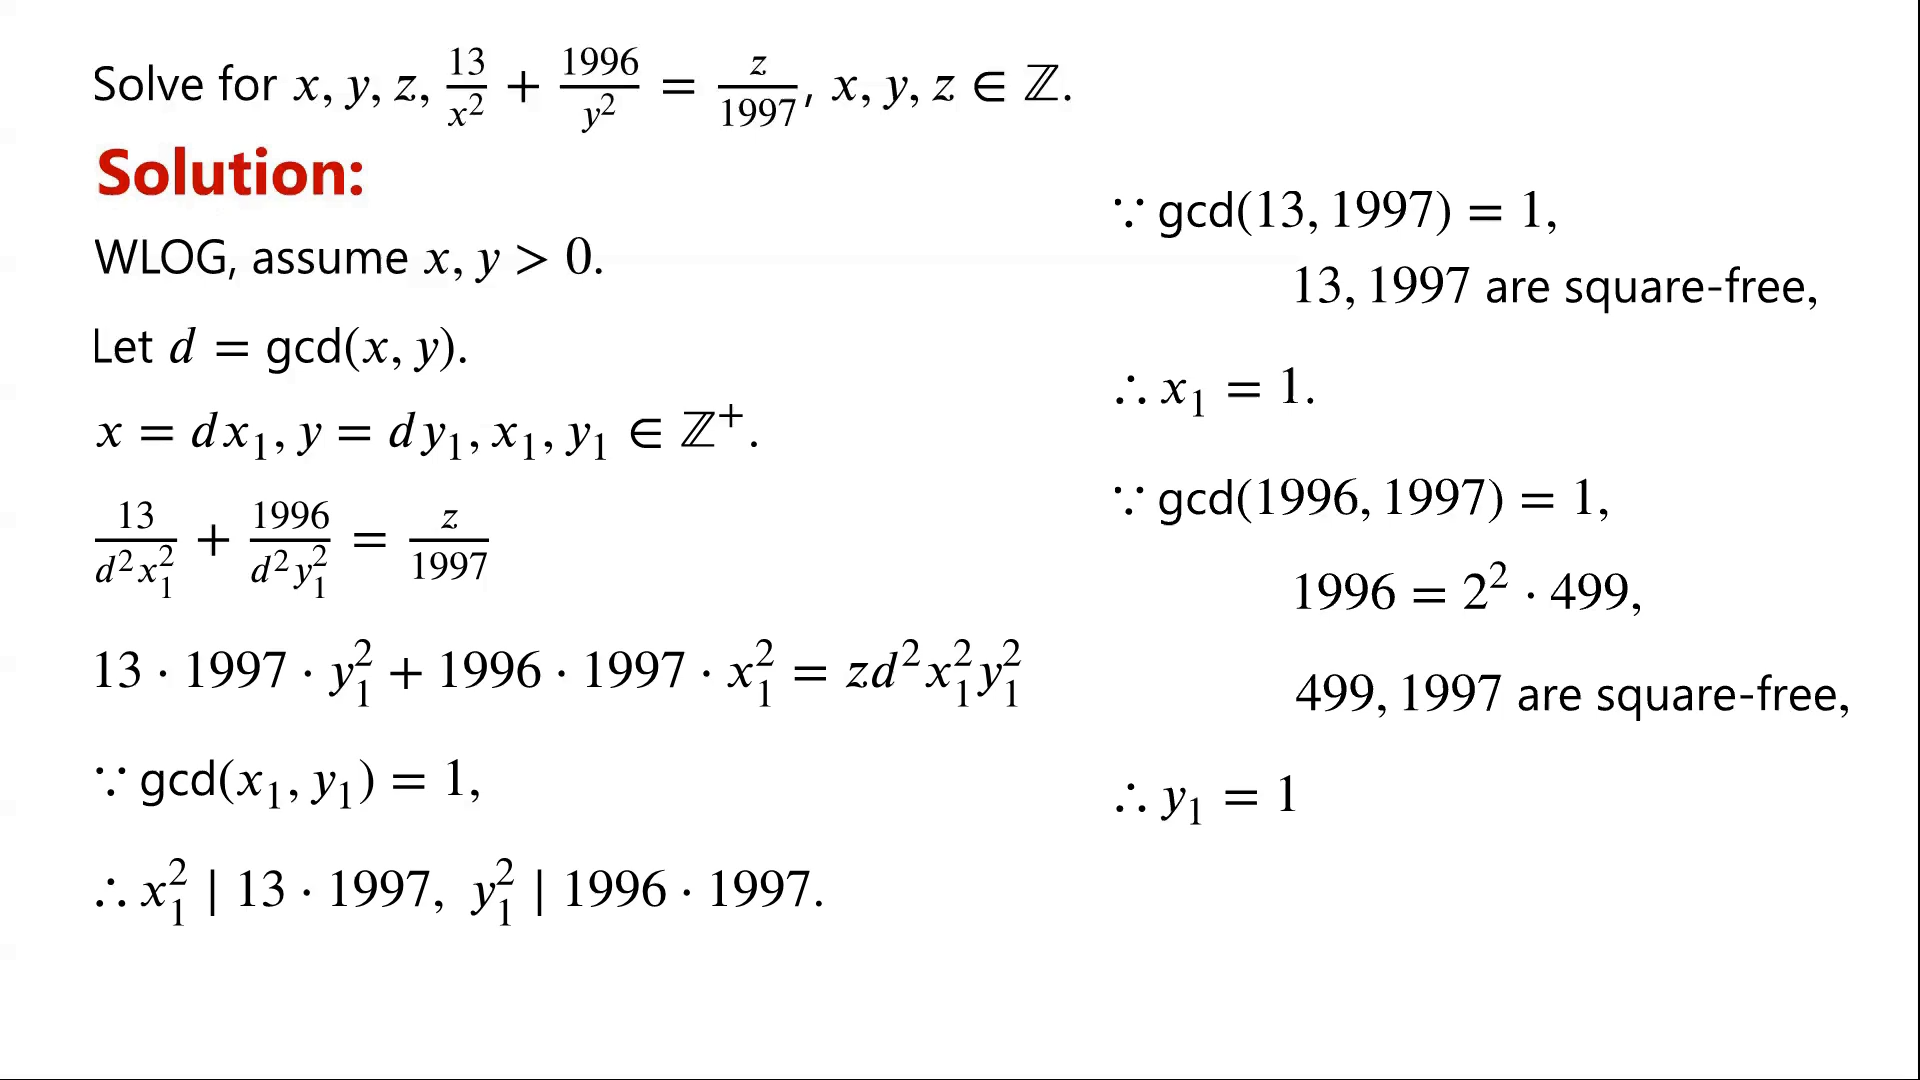 Solve for x, y, z, 13/x² + 1996/y² = z/1997, x, y, z ∈ ℤ.
Solution:
WLOG, assume x, y > 0.
Let d = gcd(x, y).
x = dx₁, y = dy₁, x₁, y₁ ∈ ℤ⁺.
13/d²x₁² + 1996/d²y₁² = z/1997
13 · 1997 · y₁² + 1996 · 1997 · x₁² = zd²x₁²y₁²
∵ gcd(x₁, y₁) = 1,
∴ x₁² | 13 · 1997, y₁² | 1996 · 1997.
∵ gcd(13, 1997) = 1,
13, 1997 are square-free,
∴ x₁ = 1.
∵ gcd(1996, 1997) = 1,
1996 = 2² · 499,
499, 1997 are square-free,
∴ y₁ = 1